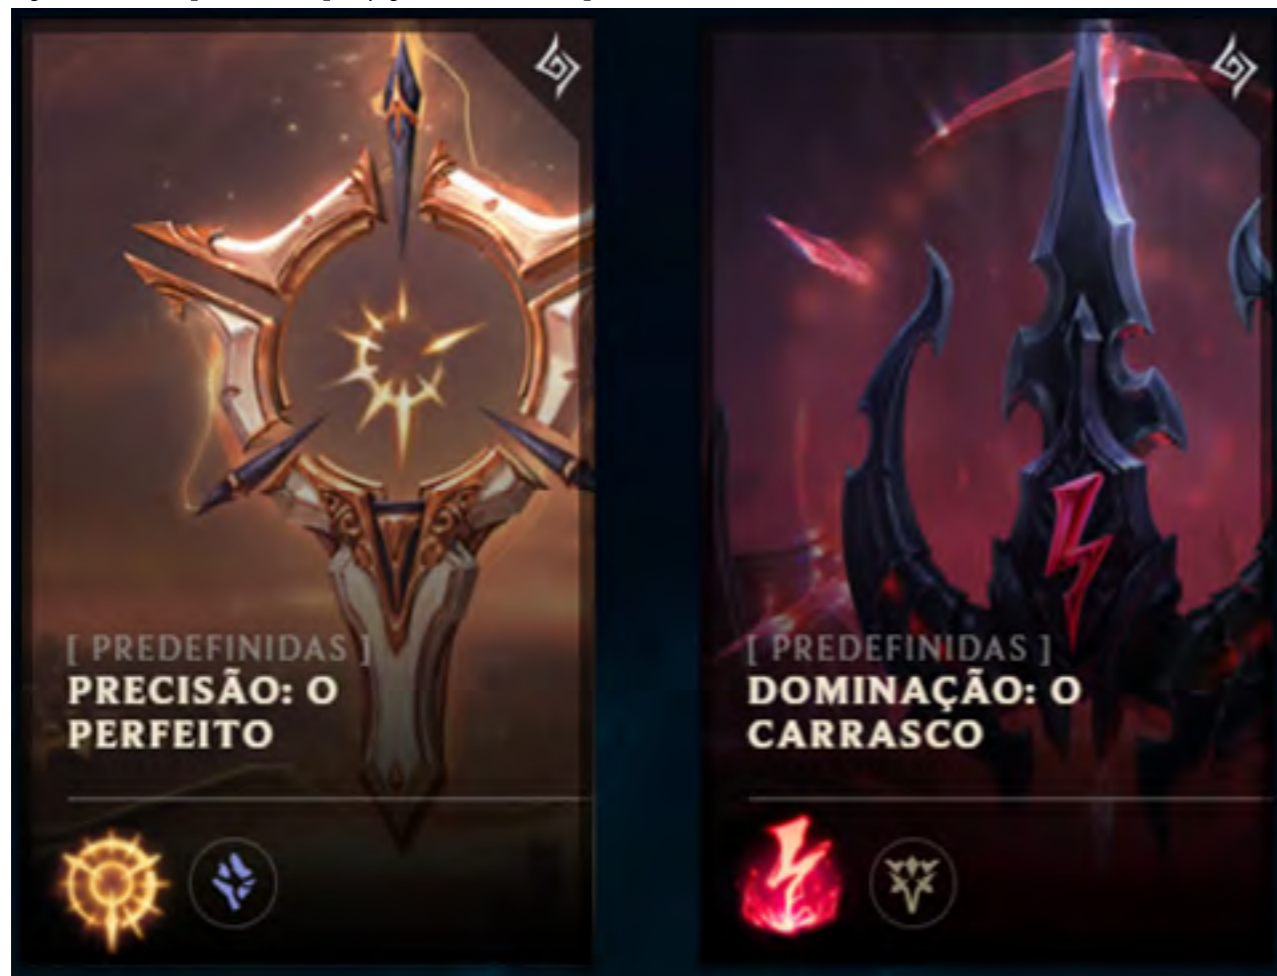 [ PREDEFINIDAS ]
PRECISÃO: O
PERFEITO
[ PREDEFINIDAS ]
DOMINAÇÃO: O
CARRASCO